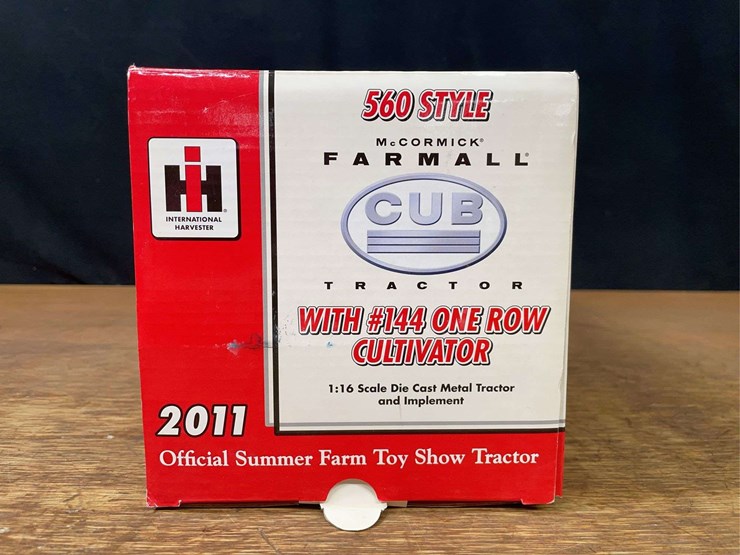 560 STYLE
McCORMICK®
FARMALL®
CUB
TRACTOR
WITH #144 ONE ROW
CULTIVATOR
1:16 Scale Die Cast Metal Tractor
and Implement
IH
®
INTERNATIONAL
HARVESTER
2011
Official Summer Farm Toy Show Tractor